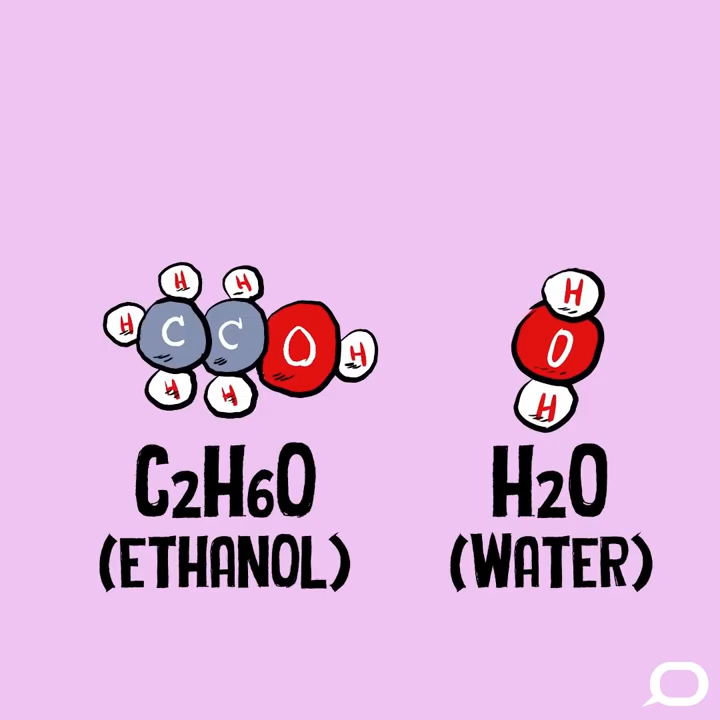 H H
H C C O H
H H
H
O
H
C2H6O
(ETHANOL)
H2O
(WATER)